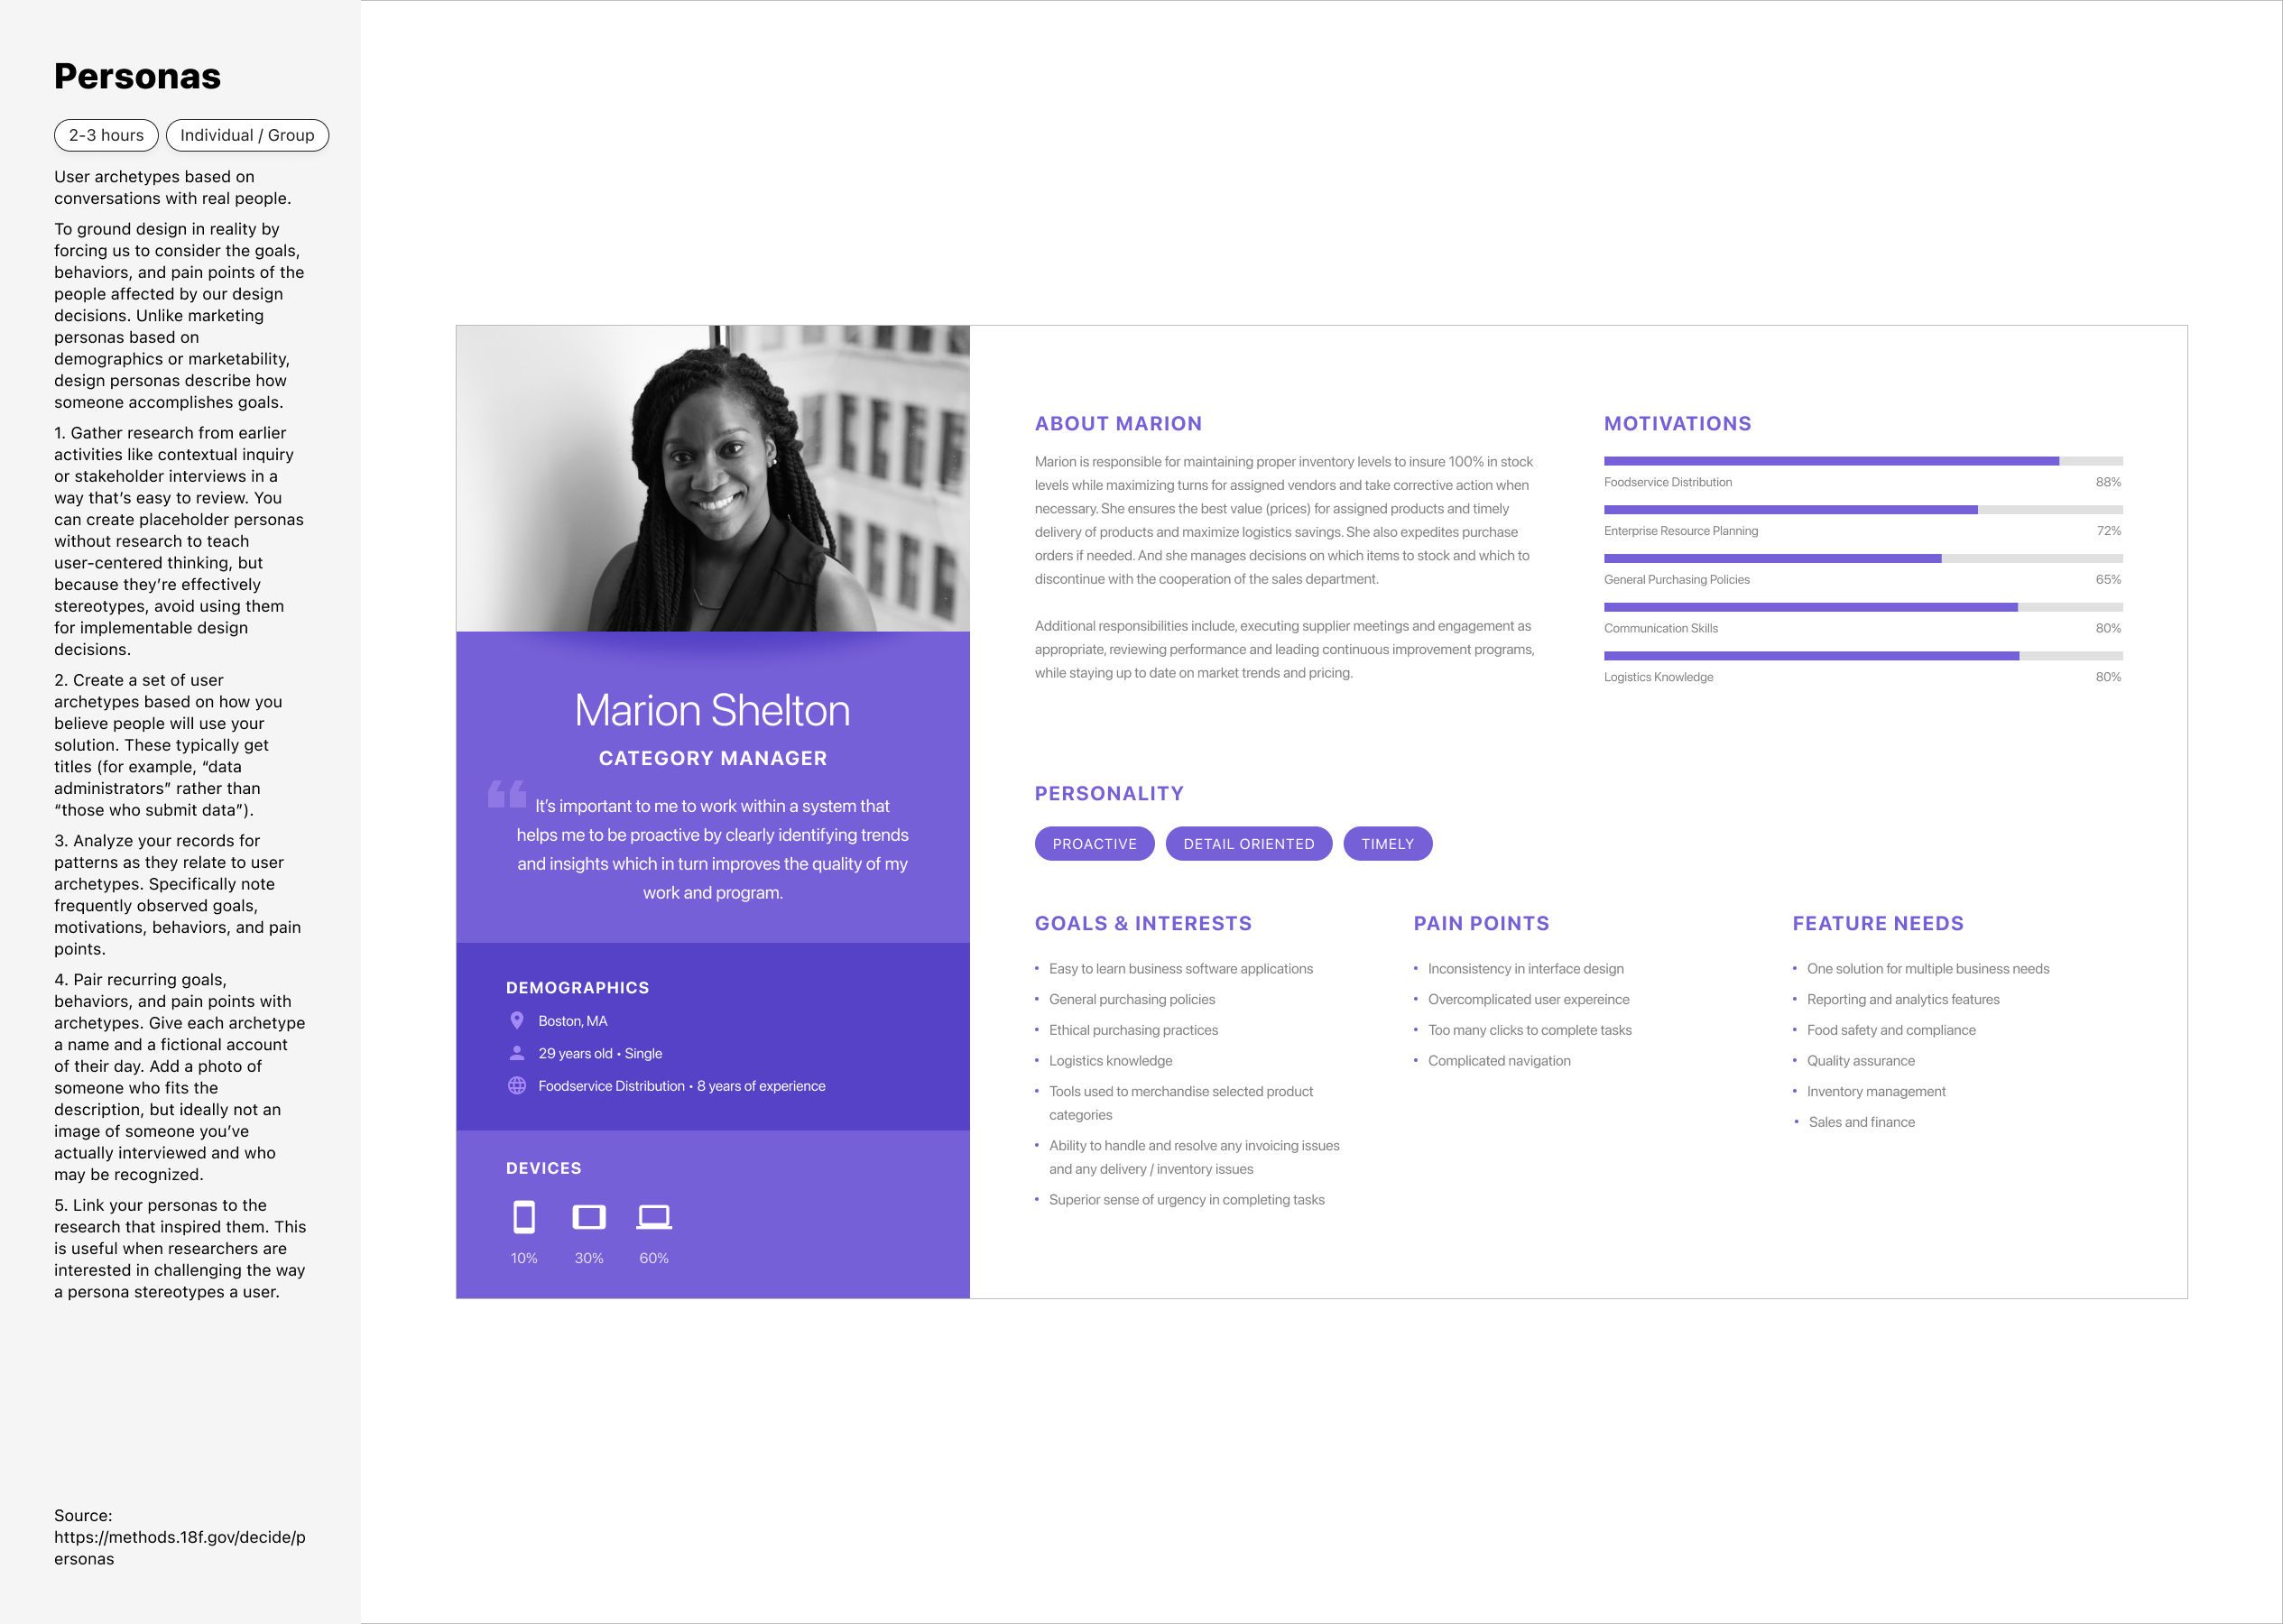 Personas
2-3 hours
Individual / Group
User archetypes based on
conversations with real people.
To ground design in reality by
forcing us to consider the goals,
behaviors, and pain points of the
people affected by our design
decisions. Unlike marketing
personas based on
demographics or marketability,
design personas describe how
someone accomplishes goals.
1. Gather research from earlier
activities like contextual inquiry
or stakeholder interviews in a
way that’s easy to review. You
can create placeholder personas
without research to teach
user-centered thinking, but
because they’re effectively
stereotypes, avoid using them
for implementable design
decisions.
2. Create a set of user
archetypes based on how you
believe people will use your
solution. These typically get
titles (for example, “data
administrators” rather than
“those who submit data”).
3. Analyze your records for
patterns as they relate to user
archetypes. Specifically note
frequently observed goals,
motivations, behaviors, and pain
points.
4. Pair recurring goals,
behaviors, and pain points with
archetypes. Give each archetype
a name and a fictional account
of their day. Add a photo of
someone who fits the
description, but ideally not an
image of someone you’ve
actually interviewed and who
may be recognized.
5. Link your personas to the
research that inspired them. This
is useful when researchers are
interested in challenging the way
a persona stereotypes a user.
Source:
https://methods.18f.gov/decide/p
ersonas
Marion Shelton
CATEGORY MANAGER
“
It’s important to me to work within a system that
helps me to be proactive by clearly identifying trends
and insights which in turn improves the quality of my
work and program.
DEMOGRAPHICS
Boston, MA
29 years old • Single
Foodservice Distribution • 8 years of experience
DEVICES
10% 30% 60%
ABOUT MARION
Marion is responsible for maintaining proper inventory levels to insure 100% in stock
levels while maximizing turns for assigned vendors and take corrective action when
necessary. She ensures the best value (prices) for assigned products and timely
delivery of products and maximize logistics savings. She also expedites purchase
orders if needed. And she manages decisions on which items to stock and which to
discontinue with the cooperation of the sales department.
Additional responsibilities include, executing supplier meetings and engagement as
appropriate, reviewing performance and leading continuous improvement programs,
while staying up to date on market trends and pricing.
MOTIVATIONS
Foodservice Distribution 88%
Enterprise Resource Planning 72%
General Purchasing Policies 65%
Communication Skills 80%
Logistics Knowledge 80%
PERSONALITY
PROACTIVE
DETAIL ORIENTED
TIMELY
GOALS & INTERESTS
• Easy to learn business software applications
• General purchasing policies
• Ethical purchasing practices
• Logistics knowledge
• Tools used to merchandise selected product
categories
• Ability to handle and resolve any invoicing issues
and any delivery / inventory issues
• Superior sense of urgency in completing tasks
PAIN POINTS
• Inconsistency in interface design
• Overcomplicated user expereince
• Too many clicks to complete tasks
• Complicated navigation
FEATURE NEEDS
• One solution for multiple business needs
• Reporting and analytics features
• Food safety and compliance
• Quality assurance
• Inventory management
• Sales and finance